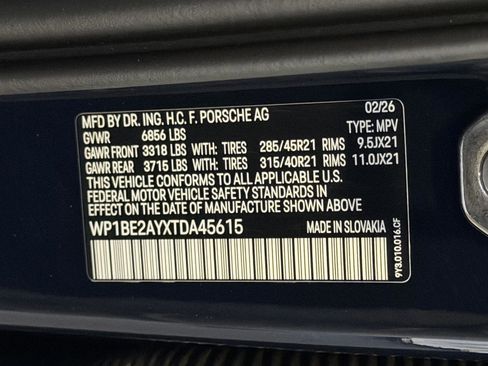 MFD BY DR. ING. H.C. F. PORSCHE AG 02/26
GVWR 6856 LBS TYPE: MPV
GAWR FRONT 3318 LBS WITH: TIRES 285/45R21 RIMS 9.5JX21
GAWR REAR 3715 LBS WITH: TIRES 315/40R21 RIMS 11.0JX21
THIS VEHICLE CONFORMS TO ALL APPLICABLE U.S.
FEDERAL MOTOR VEHICLE SAFETY STANDARDS IN
EFFECT ON THE DATE OF MANUFACTURE SHOWN ABOVE.
WP1BE2AYXTDA45615 MADE IN SLOVAKIA
9Y3.010.016.CF